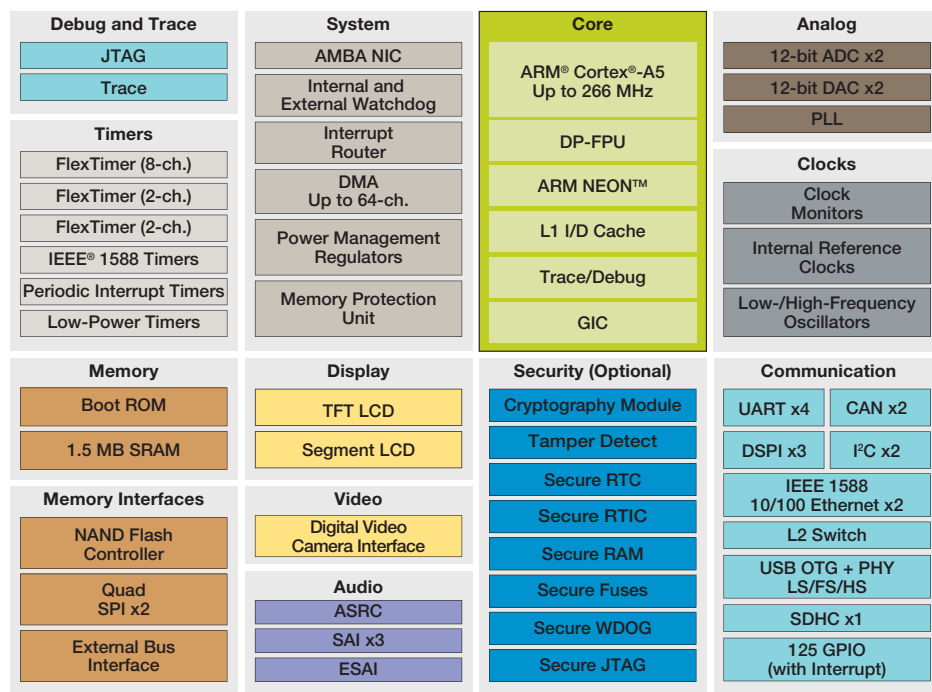 Debug and Trace
JTAG
Trace
Timers
FlexTimer (8-ch.)
FlexTimer (2-ch.)
FlexTimer (2-ch.)
IEEE® 1588 Timers
Periodic Interrupt Timers
Low-Power Timers
System
AMBA NIC
Internal and
External Watchdog
Interrupt
Router
DMA
Up to 64-ch.
Power Management
Regulators
Memory Protection
Unit
Core
ARM® Cortex®-A5
Up to 266 MHz
DP-FPU
ARM NEON™
L1 I/D Cache
Trace/Debug
GIC
Analog
12-bit ADC x2
12-bit DAC x2
PLL
Clocks
Clock
Monitors
Internal Reference
Clocks
Low-/High-Frequency
Oscillators
Memory
Boot ROM
1.5 MB SRAM
Memory Interfaces
NAND Flash
Controller
Quad
SPI x2
External Bus
Interface
Display
TFT LCD
Segment LCD
Video
Digital Video
Camera Interface
Audio
ASRC
SAI x3
ESAI
Security (Optional)
Cryptography Module
Tamper Detect
Secure RTC
Secure RTIC
Secure RAM
Secure Fuses
Secure WDOG
Secure JTAG
Communication
UART x4
CAN x2
DSPI x3
I²C x2
IEEE 1588
10/100 Ethernet x2
L2 Switch
USB OTG + PHY
LS/FS/HS
SDHC x1
125 GPIO
(with Interrupt)